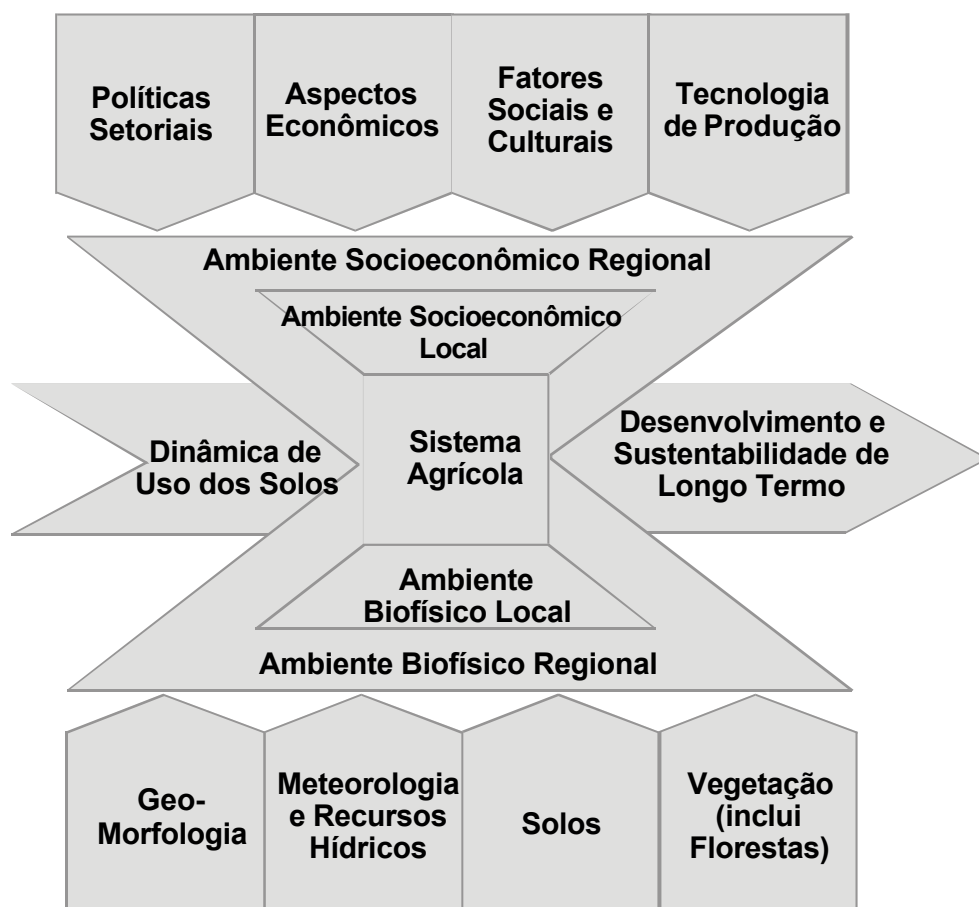 Políticas
Setoriais
Aspectos
Econômicos
Fatores
Sociais e
Culturais
Tecnologia
de Produção
Ambiente Socioeconômico Regional
Ambiente Socioeconômico
Local
Dinâmica de
Uso dos Solos
Sistema
Agrícola
Desenvolvimento e
Sustentabilidade de
Longo Termo
Ambiente
Biofísico Local
Ambiente Biofísico Regional
Geo-
Morfologia
Meteorologia
e Recursos
Hídricos
Solos
Vegetação
(inclui
Florestas)